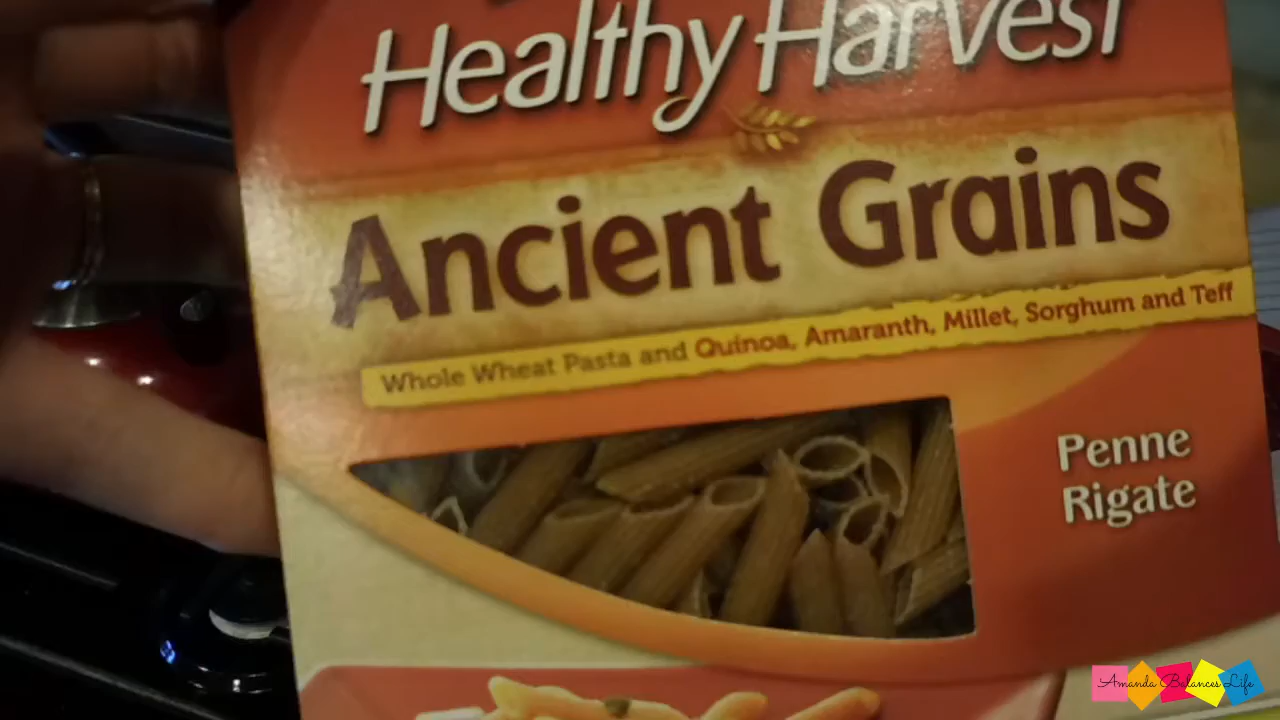 Healthy Harvest
Ancient Grains
Whole Wheat Pasta and Quinoa, Amaranth, Millet, Sorghum and Teff
Penne
Rigate
Amanda Balances Life